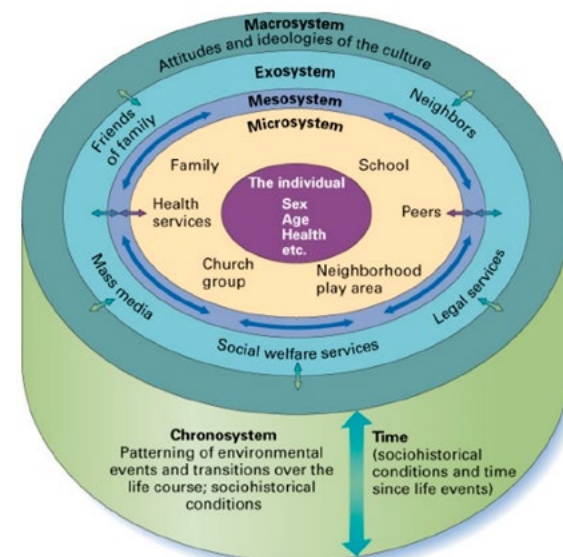 Macrosystem
Attitudes and ideologies of the culture
Exosystem
Mesosystem
Microsystem
Friends
of family
Neighbors
Family
School
The individual
Sex
Age
Health
etc.
Health
services
Peers
Church
group
Neighborhood
play area
Mass media
Legal services
Social welfare services
Chronosystem
Patterning of environmental
events and transitions over the
life course; sociohistorical
conditions
Time
(sociohistorical
conditions and time
since life events)